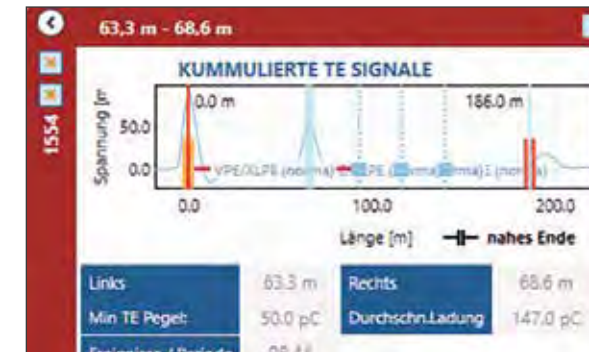 63,3 m - 68,6 m
1554
KUMMULIERTE TE SIGNALE
Spannung [m
50.0
0.0
0.0 m
186.0 m
VPE/XLPE (norma)
0.0
100.0
200.0
Länge [m]
nahes Ende
Links 63.3 m Rechts 68.6 m
Min TE Pegel: 50.0 pC Durchschn.Ladung 147.0 pC